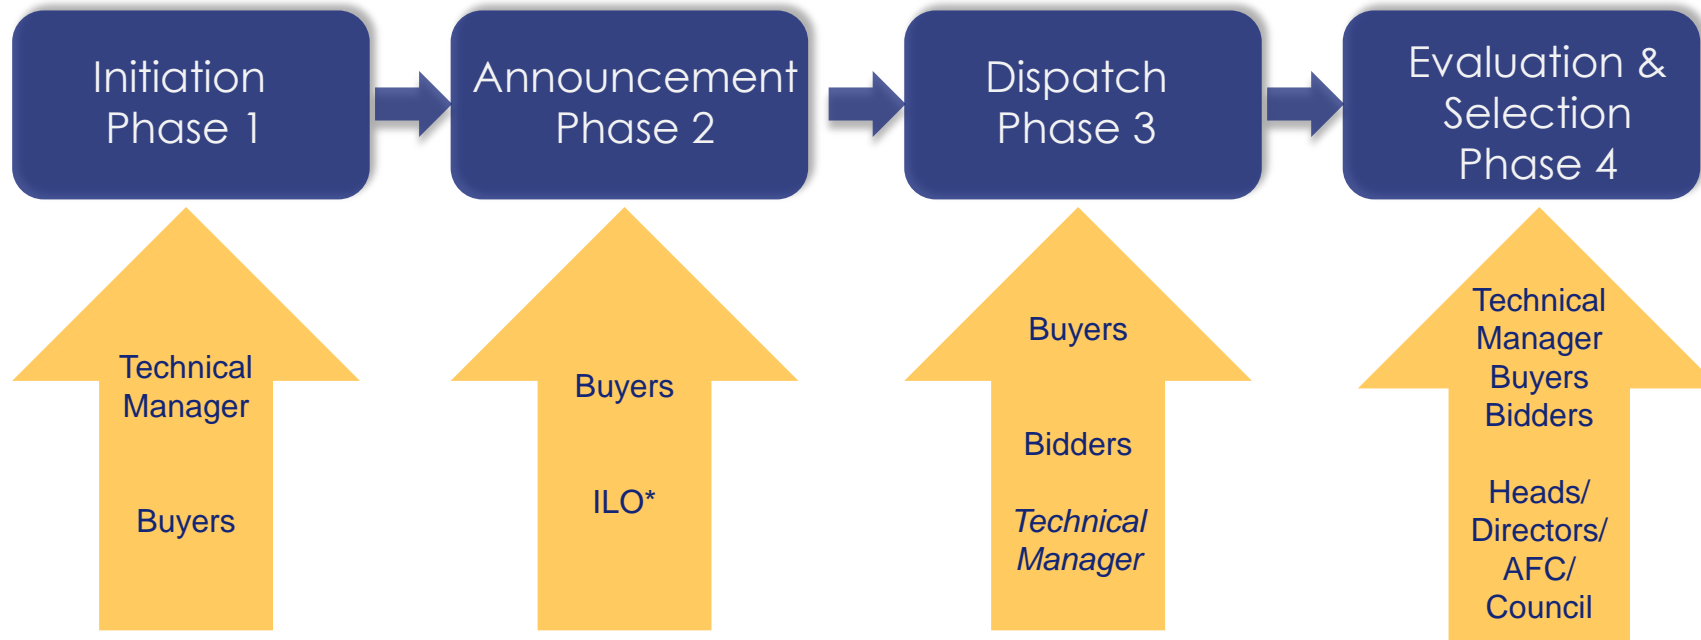 Initiation
Phase 1
Announcement
Phase 2
Dispatch
Phase 3
Evaluation &
Selection
Phase 4
Technical
Manager
Buyers
Buyers
ILO*
Buyers
Bidders
Technical
Manager
Technical
Manager
Buyers
Bidders
Heads/
Directors/
AFC/
Council